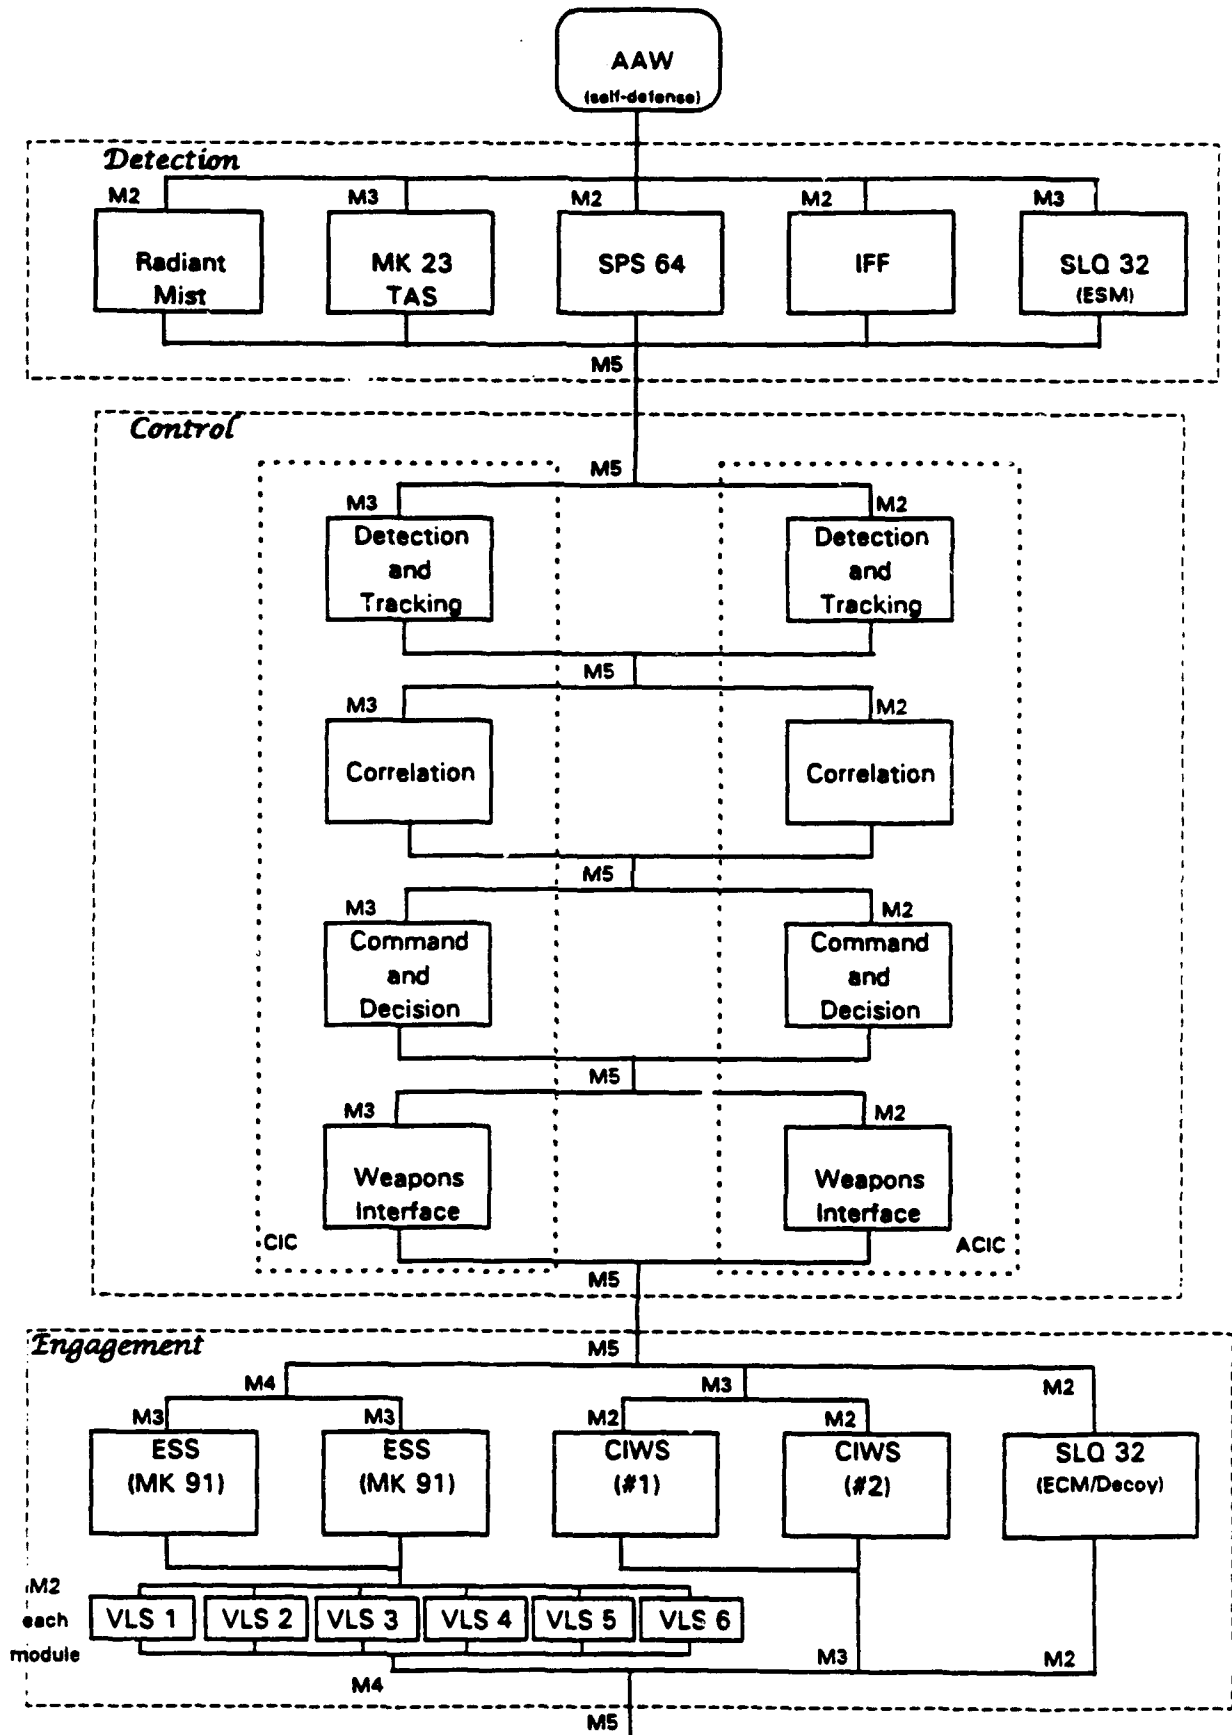 AAW
(self-defense)
Detection
M2 M3 M2 M2 M3
Radiant
Mist
MK 23
TAS
SPS 64
IFF
SLQ 32
(ESM)
M5
Control
M5
M3 M2
Detection
and
Tracking
Detection
and
Tracking
M5
M3 M2
Correlation
Correlation
M5
M3 M2
Command
and
Decision
Command
and
Decision
M5
M3 M2
Weapons
Interface
Weapons
Interface
CIC
ACIC
M5
Engagement
M5
M4 M3 M2
M3 M3 M2 M2
ESS
(MK 91)
ESS
(MK 91)
CIWS
(#1)
CIWS
(#2)
SLQ 32
(ECM/Decoy)
M2
each
module
VLS 1 VLS 2 VLS 3 VLS 4 VLS 5 VLS 6
M4
M3
M2
M5